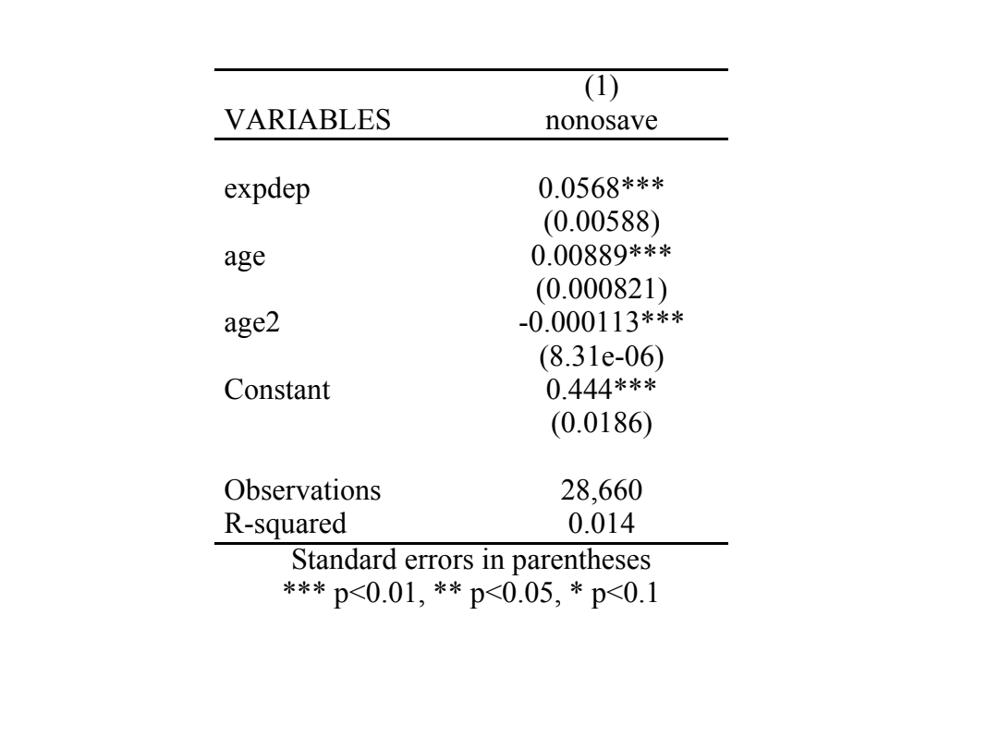 (1)
VARIABLES nonosave
expdep 0.0568***
(0.00588)
age 0.00889***
(0.000821)
age2 -0.000113***
(8.31e-06)
Constant 0.444***
(0.0186)
Observations 28,660
R-squared 0.014
Standard errors in parentheses
*** p<0.01, ** p<0.05, * p<0.1